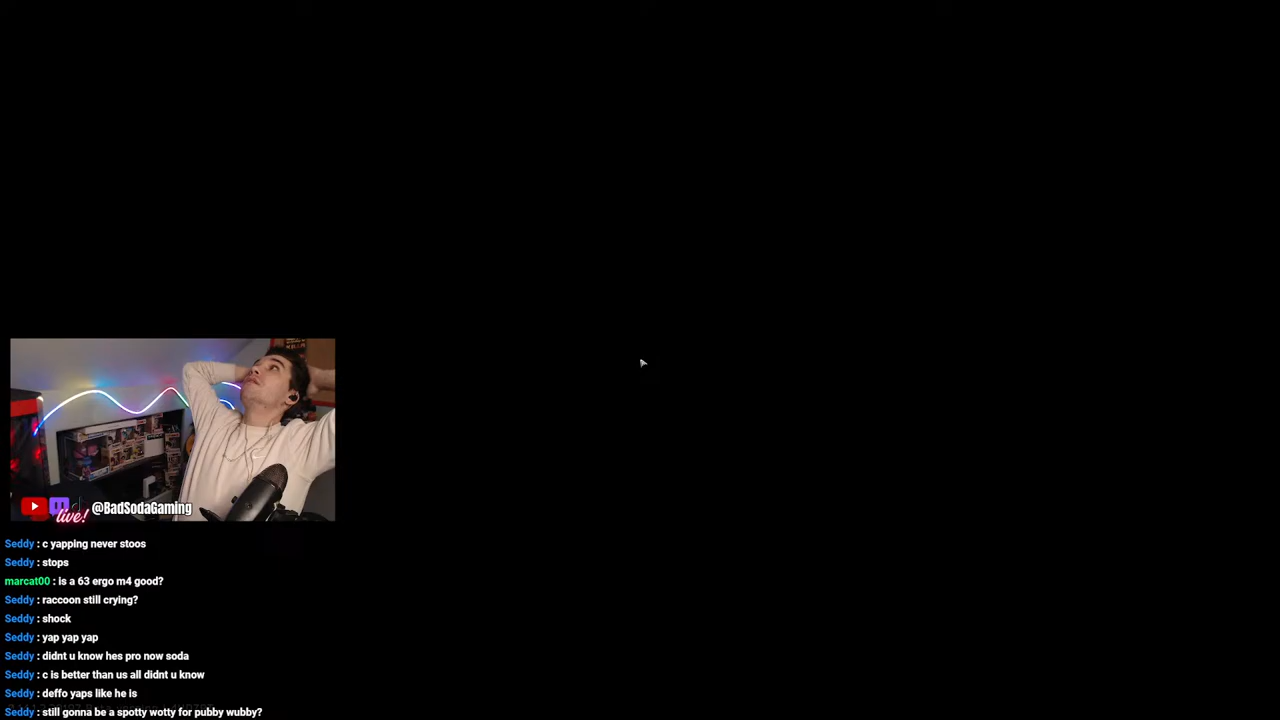 live!
@BadSodaGaming
Seddy : c yapping never stoos
Seddy : stops
marcat00 : is a 63 ergo m4 good?
Seddy : raccoon still crying?
Seddy : shock
Seddy : yap yap yap
Seddy : didnt u know hes pro now soda
Seddy : c is better than us all didnt u know
Seddy : deffo yaps like he is
Seddy : still gonna be a spotty wotty for pubby wubby?